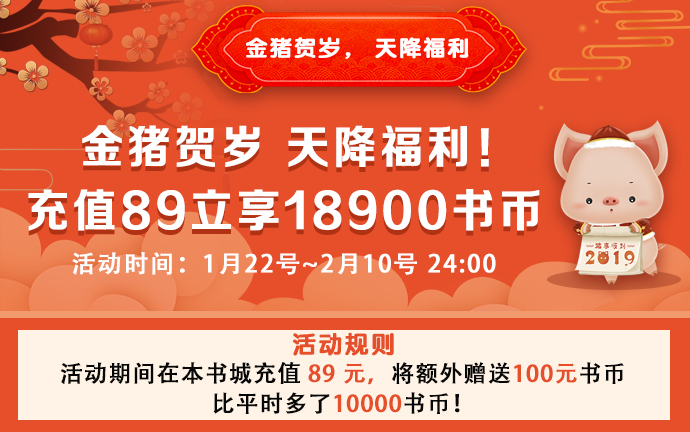 金猪贺岁， 天降福利
金猪贺岁 天降福利！
充值89立享18900书币
活动时间：1月22号~2月10号 24:00
2019
活动规则
活动期间在本书城充值 89 元，将额外赠送100元书币
比平时多了10000书币！